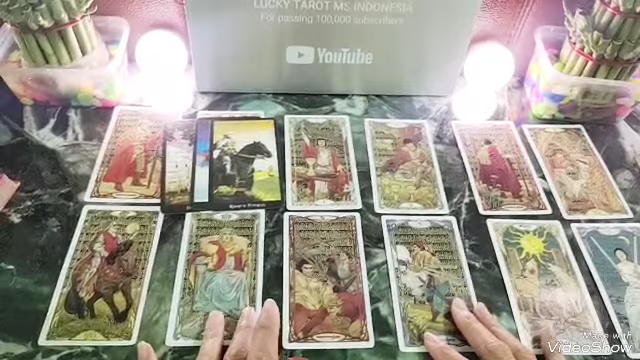 LUCKY TAROT MS INDONESIA
For passing 100,000 subscribers
YouTube
Made with
VideoShow